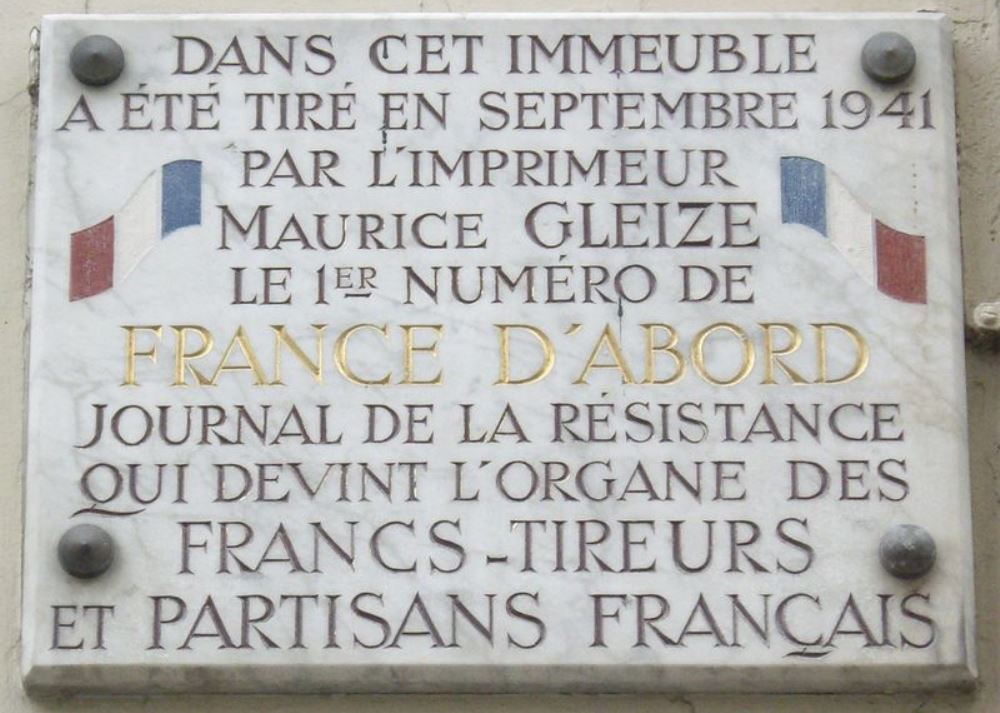 DANS CET IMMEUBLE
A ÉTÉ TIRÉ EN SEPTEMBRE 1941
PAR L'IMPRIMEUR
MAURICE GLEIZE
LE 1ER NUMÉRO DE
FRANCE D'ABORD
JOURNAL DE LA RÉSISTANCE
QUI DEVINT L'ORGANE DES
FRANCS-TIREURS
ET PARTISANS FRANÇAIS